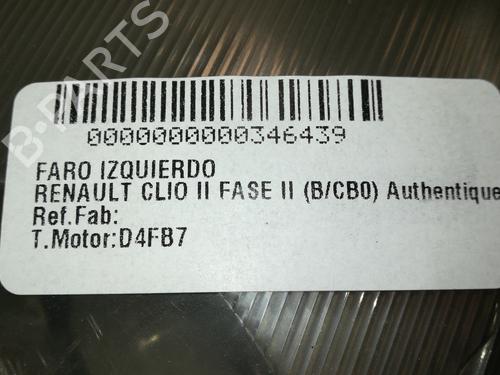 B-PARTS
0000000000346439
FARO IZQUIERDO
RENAULT CLIO II FASE II (B/CB0) Authentique
Ref.Fab:
T.Motor:D4FB7